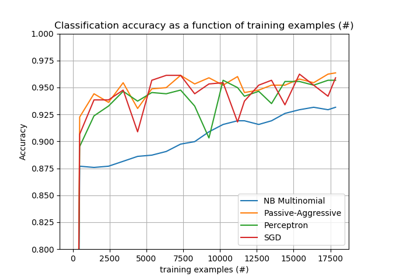 Classification accuracy as a function of training examples (#)
1.000
0.975
0.950
0.925
0.900
0.875
0.850
0.825
0.800
Accuracy
NB Multinomial
Passive-Aggressive
Perceptron
SGD
0 2500 5000 7500 10000 12500 15000 17500
training examples (#)